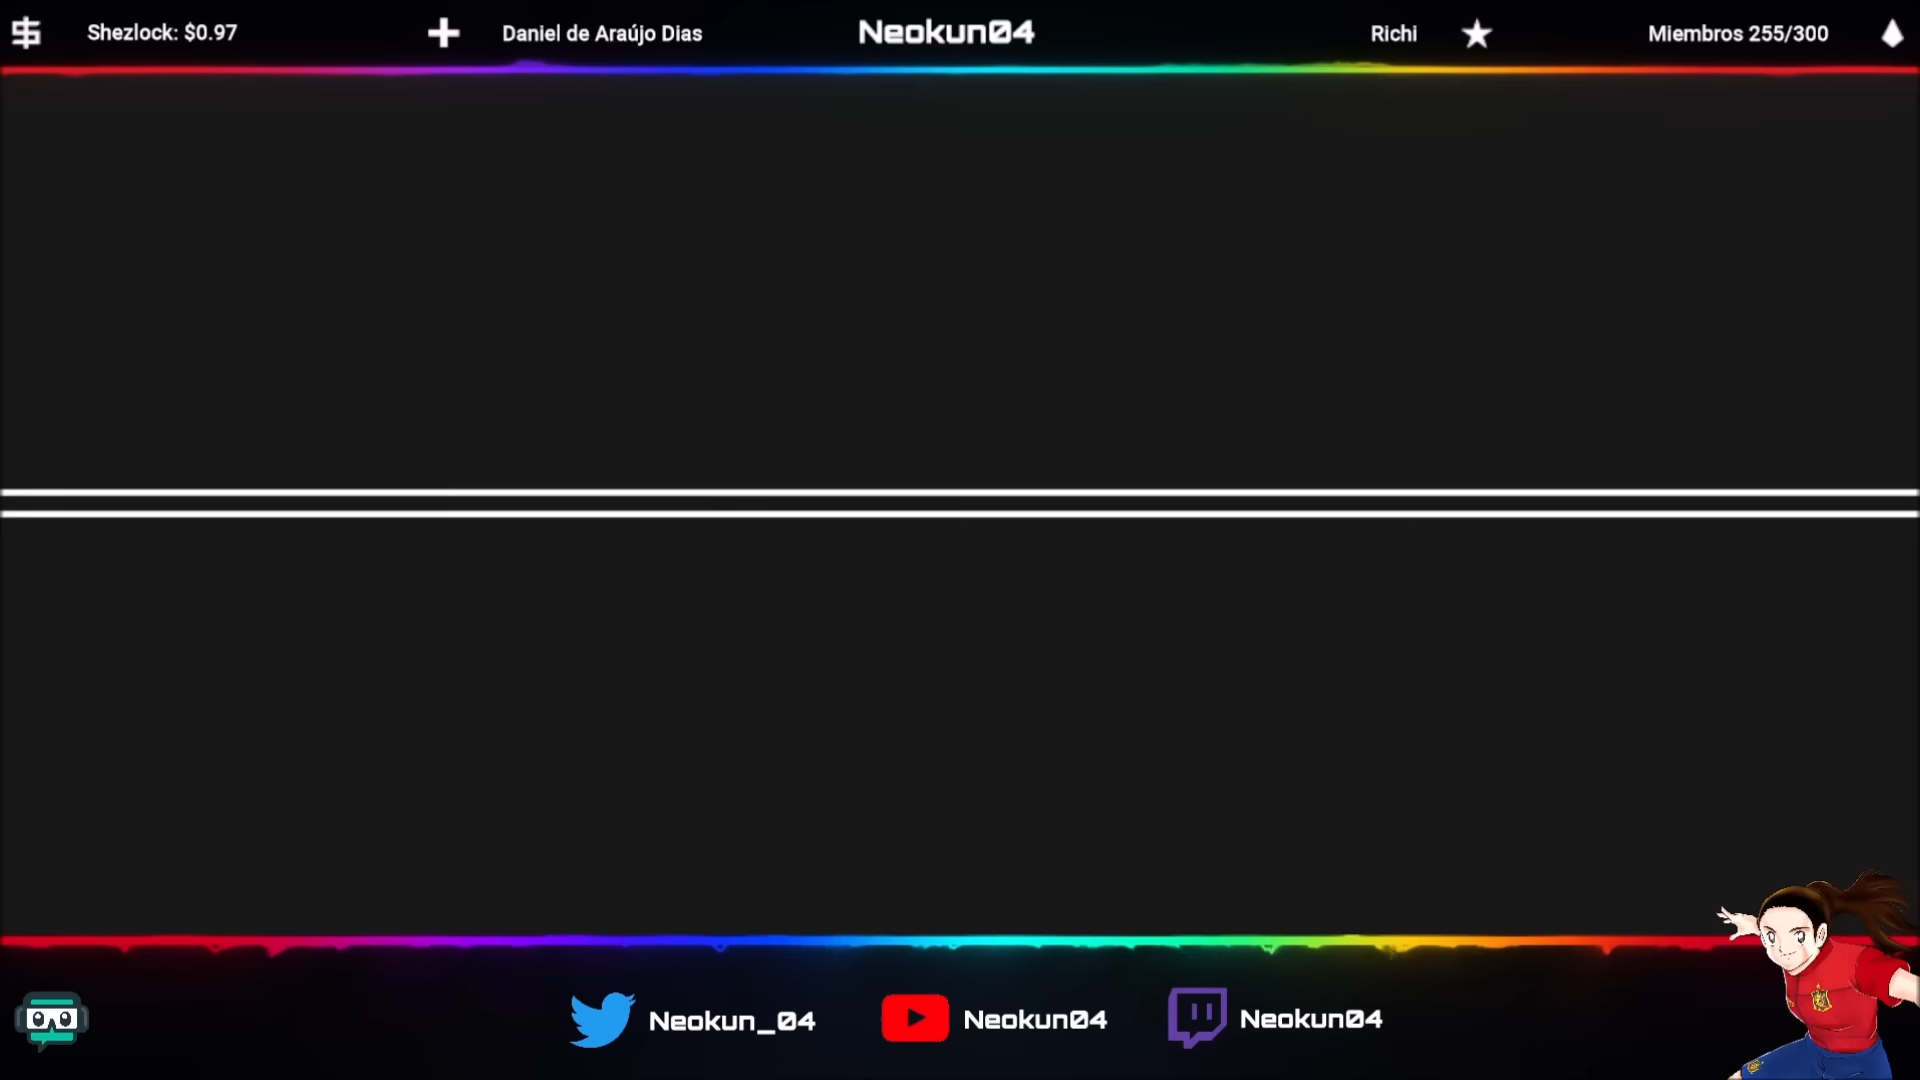 Shezlock: $0.97
Daniel de Araújo Dias
Neokun04
Richi
Miembros 255/300
Neokun_04
Neokun04
Neokun04